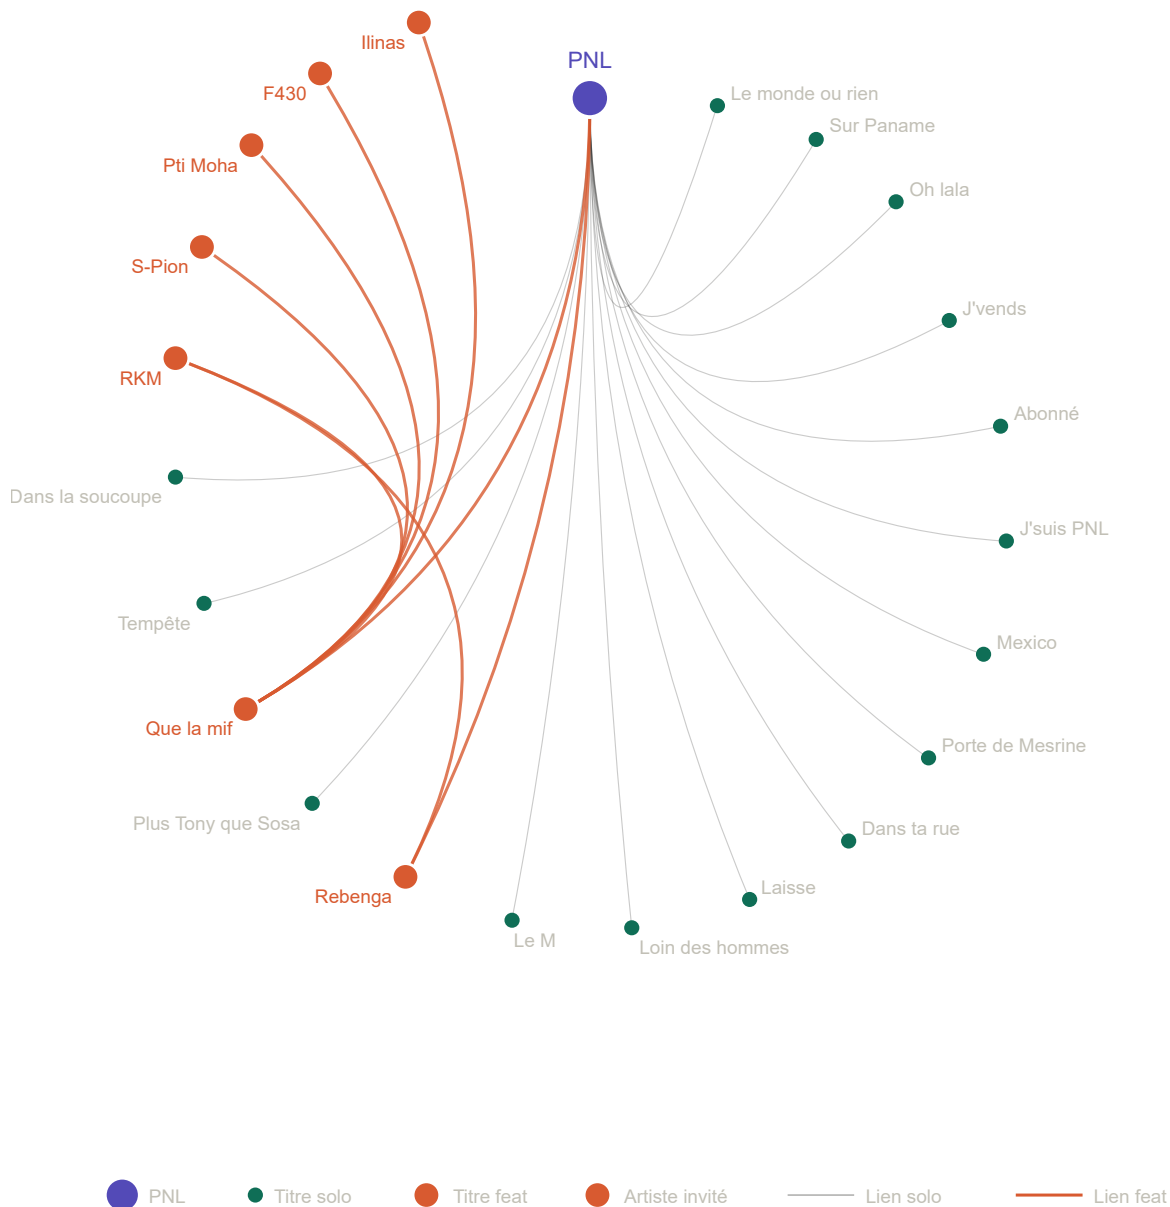 Ilinas
PNL
F430
Le monde ou rien
Sur Paname
Pti Moha
Oh lala
S-Pion
J'vends
RKM
Abonné
Dans la soucoupe
J'suis PNL
Tempête
Mexico
Que la mif
Porte de Mesrine
Plus Tony que Sosa
Dans ta rue
Laisse
Rebenga
Le M
Loin des hommes
PNL
Titre solo
Titre feat
Artiste invité
Lien solo
Lien feat